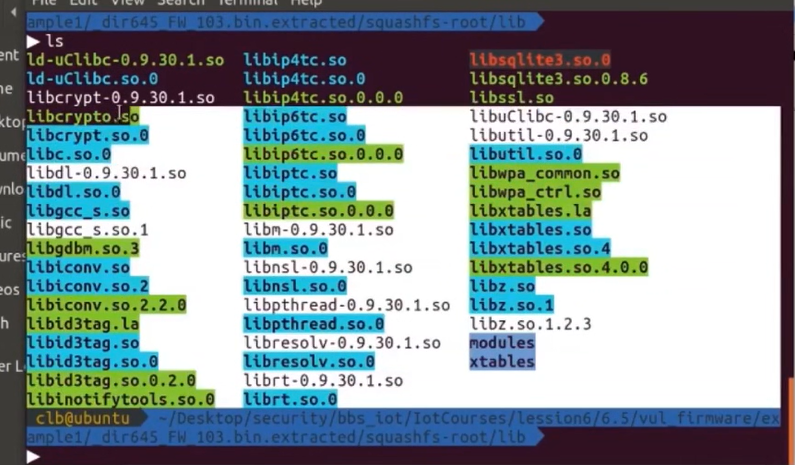 File Edit View Search Terminal Help
ample1/_dir645_FW_103.bin.extracted/squashfs-root/lib
ls
ld-uClibc-0.9.30.1.so libip4tc.so libsqlite3.so.0
ld-uClibc.so.0 libip4tc.so.0 libsqlite3.so.0.8.6
libcrypt-0.9.30.1.so libip4tc.so.0.0.0 libssl.so
libcrypto.so libip6tc.so libuClibc-0.9.30.1.so
libcrypt.so.0 libip6tc.so.0 libutil-0.9.30.1.so
libc.so.0 libip6tc.so.0.0.0 libutil.so.0
libdl-0.9.30.1.so libiptc.so libwpa_common.so
libdl.so.0 libiptc.so.0 libwpa_ctrl.so
libgcc_s.so libiptc.so.0.0.0 libxtables.la
libgcc_s.so.1 libm-0.9.30.1.so libxtables.so
libgdbm.so.3 libm.so.0 libxtables.so.4
libiconv.so libnsl-0.9.30.1.so libxtables.so.4.0.0
libiconv.so.2 libnsl.so.0 libz.so
libiconv.so.2.2.0 libpthread-0.9.30.1.so libz.so.1
libid3tag.la libpthread.so.0 libz.so.1.2.3
libid3tag.so libresolv-0.9.30.1.so modules
libid3tag.so.0 libresolv.so.0 xtables
libid3tag.so.0.2.0 librt-0.9.30.1.so
libinotifytools.so.0 librt.so.0
clb@ubuntu ~/Desktop/security/bbs_iot/IotCourses/lession6/6.5/vul_firmware/ex
ample1/_dir645_FW_103.bin.extracted/squashfs-root/lib